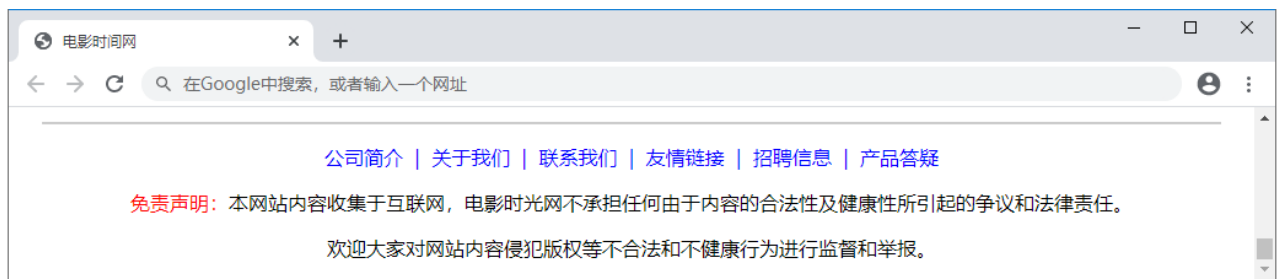 电影时间网
在Google中搜索，或者输入一个网址
公司简介 | 关于我们 | 联系我们 | 友情链接 | 招聘信息 | 产品答疑
免责声明：本网站内容收集于互联网，电影时光网不承担任何由于内容的合法性及健康性所引起的争议和法律责任。
欢迎大家对网站内容侵犯版权等不合法和不健康行为进行监督和举报。